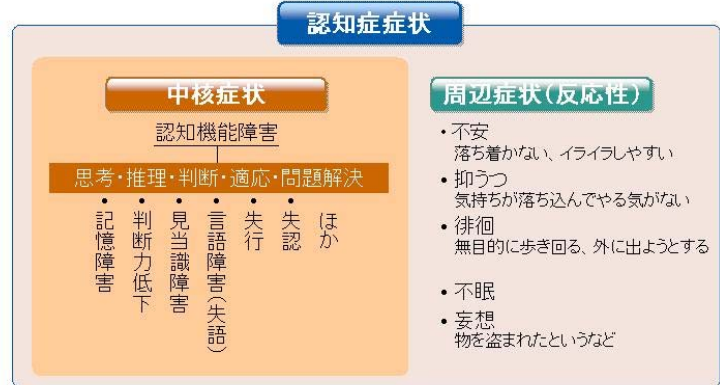 認知症症状
中核症状
認知機能障害
思考・推理・判断・適応・問題解決
・記憶障害
・判断力低下
・見当識障害
・言語障害(失語)
・失行
・失認
ほか
周辺症状(反応性)
・不安
落ち着かない、イライラしやすい
・抑うつ
気持ちが落ち込んでやる気がない
・徘徊
無目的に歩き回る、外に出ようとする
・不眠
・妄想
物を盗まれたというなど